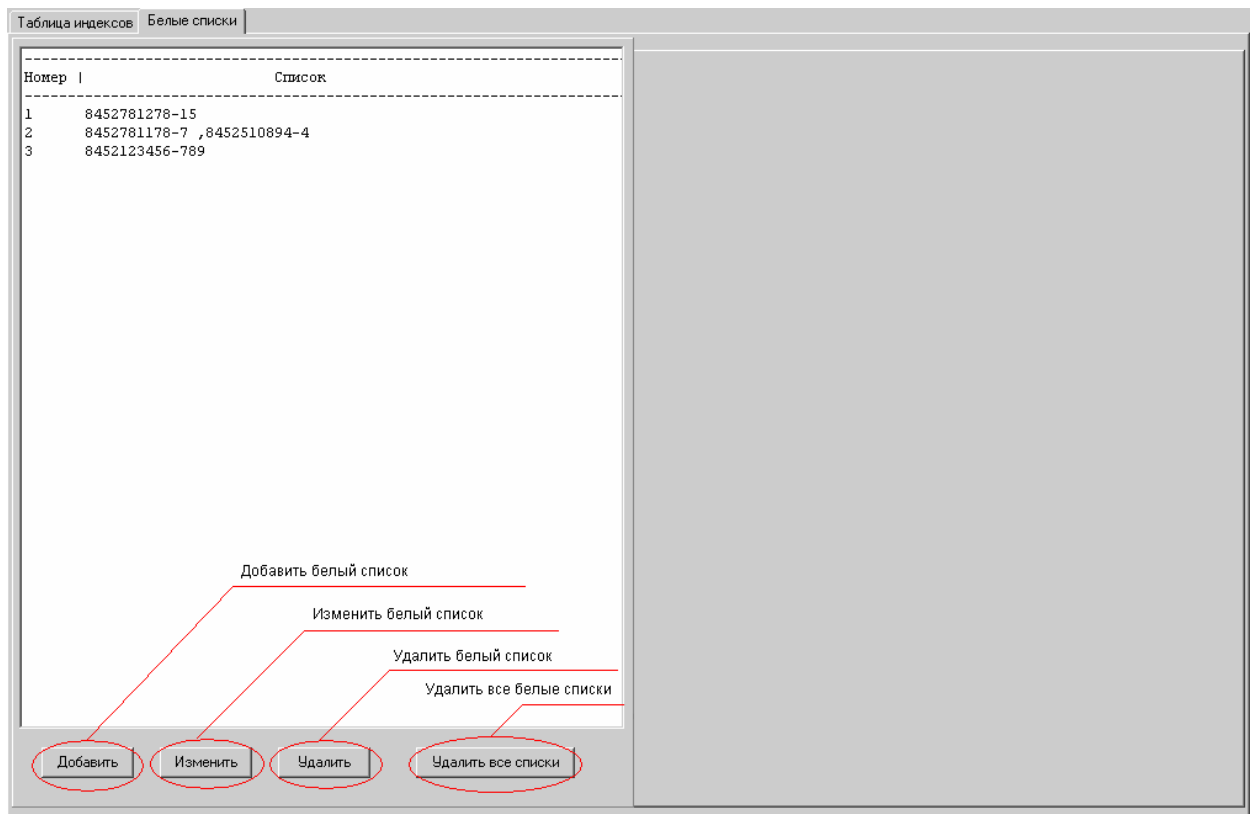 Таблица индексов Белые списки
Номер | Список
1 8452781278-15
2 8452781178-7 ,8452510894-4
3 8452123456-789
Добавить белый список
Изменить белый список
Удалить белый список
Удалить все белые списки
Добавить Изменить Удалить Удалить все списки